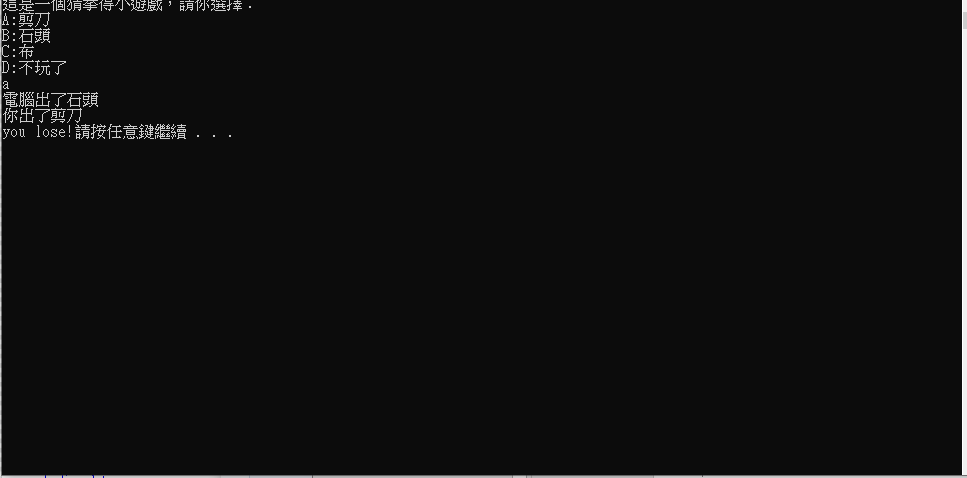 這是一個猜拳得小遊戲，請你選擇．
A:剪刀
B:石頭
C:布
D:不玩了
a
電腦出了石頭
你出了剪刀
you lose!請按任意鍵繼續 . . .